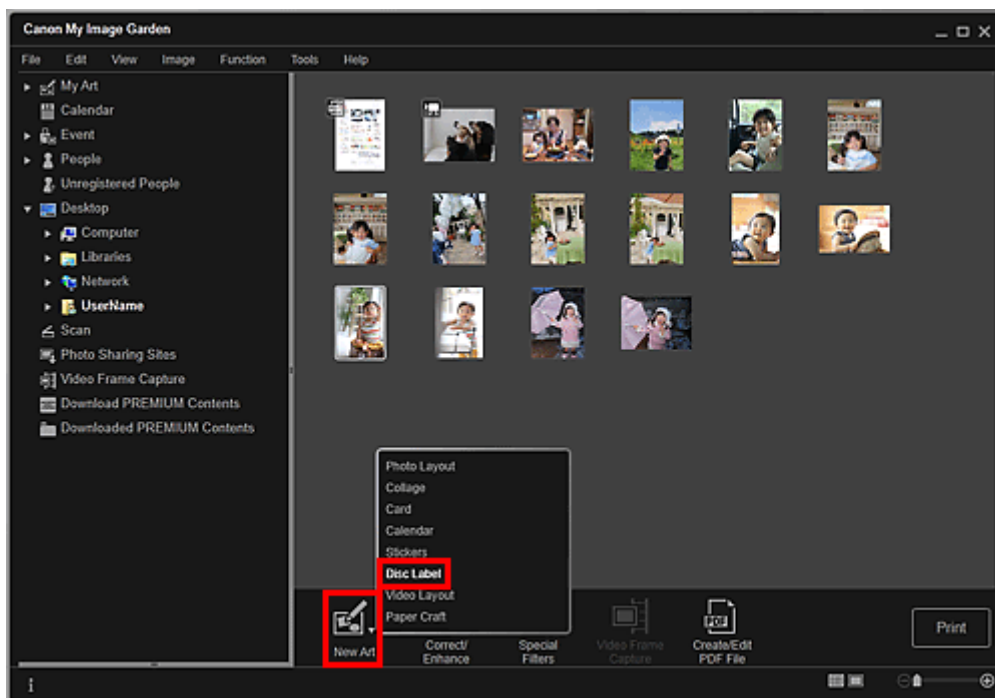 Canon My Image Garden
File Edit View Image Function Tools Help
My Art
Calendar
Event
People
Unregistered People
Desktop
Computer
Libraries
Network
UserName
Scan
Photo Sharing Sites
Video Frame Capture
Download PREMIUM Contents
Downloaded PREMIUM Contents
Photo Layout
Collage
Card
Calendar
Stickers
Disc Label
Video Layout
Paper Craft
New Art
Correct/
Enhance
Special
Filters
Video Frame
Capture
PDF
Create/Edit
PDF File
Print